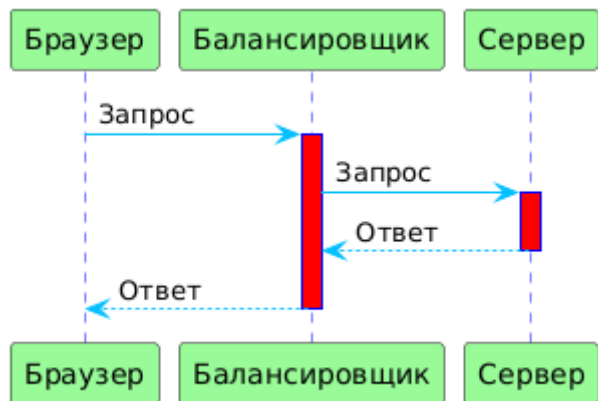 Браузер
Балансировщик
Сервер
Запрос
Запрос
Ответ
Ответ
Браузер
Балансировщик
Сервер